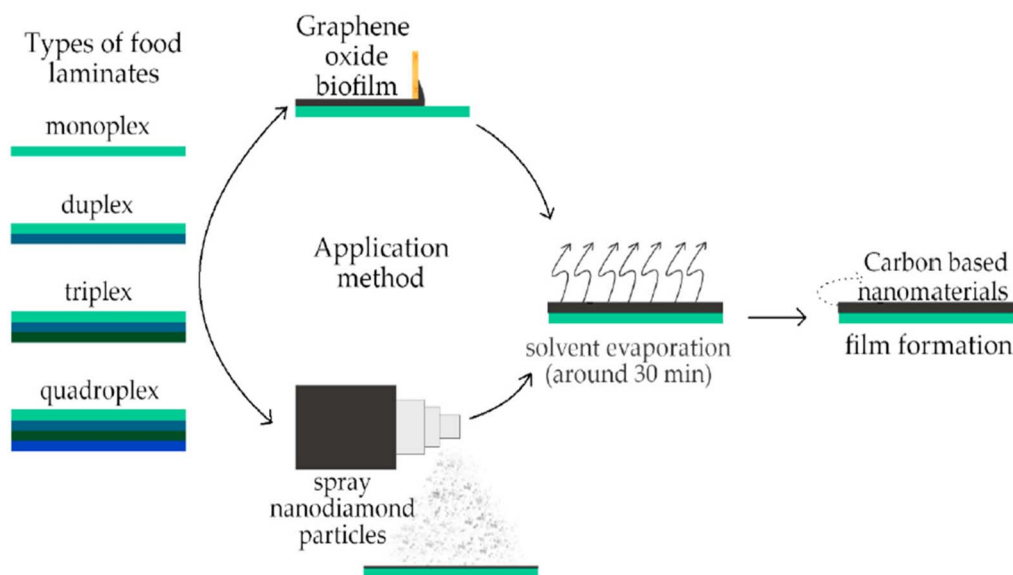 Types of food
laminates
monoplex
duplex
triplex
quadroplex
Graphene
oxide
biofilm
Application
method
spray
nanodiamond
particles
solvent evaporation
(around 30 min)
Carbon based
nanomaterials
film formation